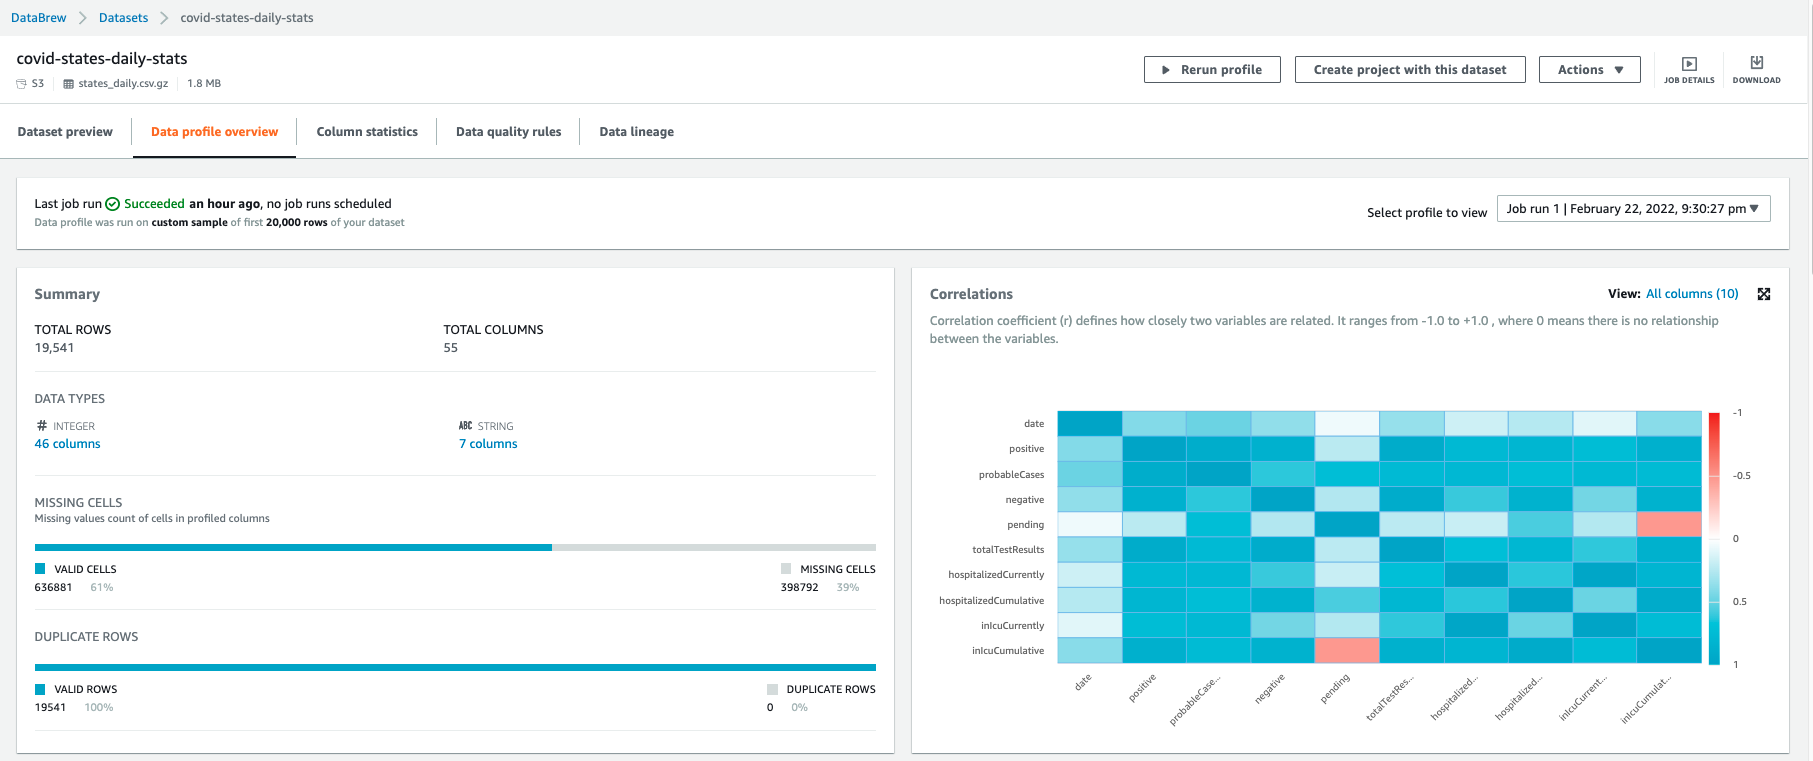 DataBrew > Datasets > covid-states-daily-stats
covid-states-daily-stats
S3 states_daily.csv.gz 1.8 MB
Rerun profile
Create project with this dataset
Actions
JOB DETAILS
DOWNLOAD
Dataset preview
Data profile overview
Column statistics
Data quality rules
Data lineage
Last job run Succeeded an hour ago, no job runs scheduled
Data profile was run on custom sample of first 20,000 rows of your dataset
Select profile to view
Job run 1 | February 22, 2022, 9:30:27 pm
Summary
TOTAL ROWS
19,541
TOTAL COLUMNS
55
DATA TYPES
# INTEGER
46 columns
ABC STRING
7 columns
MISSING CELLS
Missing values count of cells in profiled columns
VALID CELLS
636881 61%
MISSING CELLS
398792 39%
DUPLICATE ROWS
VALID ROWS
19541 100%
DUPLICATE ROWS
0 0%
Correlations
View: All columns (10)
Correlation coefficient (r) defines how closely two variables are related. It ranges from -1.0 to +1.0 , where 0 means there is no relationship
between the variables.
date
positive
probableCases
negative
pending
totalTestResults
hospitalizedCurrently
hospitalizedCumulative
inIcuCurrently
inIcuCumulative
date
positive
probableCase...
negative
pending
totalTestRes...
hospitalized...
hospitalized...
inIcuCurrent...
inIcuCumulat...
-1
-0.5
0
0.5
1